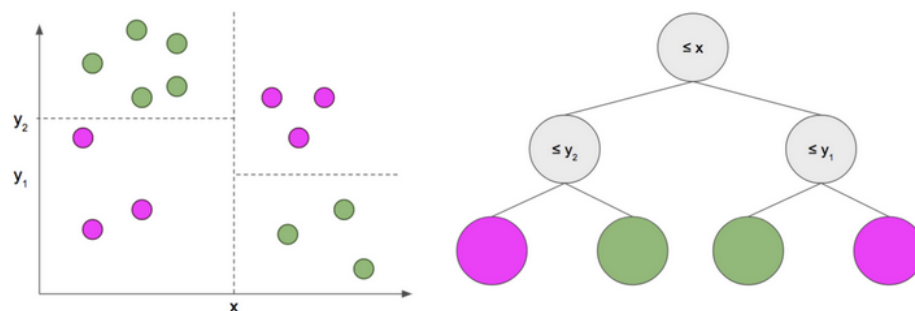 y₂
y₁
x
≤ x
≤ y₂
≤ y₁